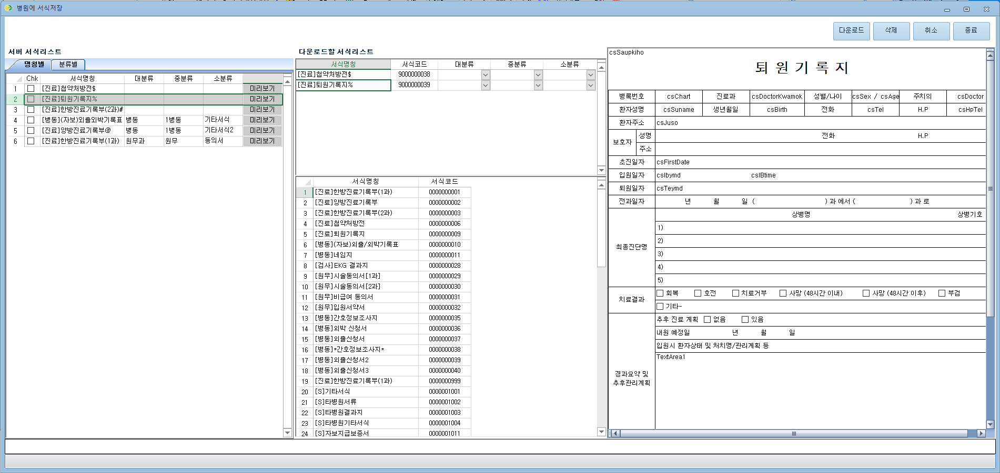 병원에 서식저장
다운로드 삭제 취소 종료
서버 서식리스트
명칭별 분류별
Chk 서식명칭 대분류 중분류 소분류
1 [진료]첩약처방전$ 미리보기
2 [진료]퇴원기록지% 미리보기
3 [진료]한방진료기록부(2과)# 미리보기
4 [병동](자보)외출외박기록표 병동 1병동 기타서식 미리보기
5 [진료]양방진료기록부@ 병동 1병동 기타서식2 미리보기
6 [진료]한방진료기록부(1과) 원무과 원무 동의서 미리보기
다운로드할 서식리스트
서식명칭 서식코드 대분류 중분류 소분류
[진료]첩약처방전$ 9000000038
[진료]퇴원기록지% 9000000039
서식명칭 서식코드
1 [진료]한방진료기록부(1과) 0000000001
2 [진료]양방진료기록부 0000000002
3 [진료]한방진료기록부(2과) 0000000003
4 [진료]첩약처방전 0000000006
5 [진료]퇴원기록지 0000000009
6 [병동](자보)외출/외박기록표 0000000010
7 [병동]네임지 0000000011
8 [검사]EKG 결과지 0000000028
9 [원무]시술동의서[1과] 0000000029
10 [원무]시술동의서[2과] 0000000030
11 [원무]비급여 동의서 0000000031
12 [원무]입원서약서 0000000032
13 [병동]간호정보조사지 0000000035
14 [병동]외박 신청서 0000000036
15 [병동]외출신청서 0000000037
16 [병동]*간호정보조사지* 0000000038
17 [병동]외출신청서2 0000000039
18 [병동]외출신청서3 0000000040
19 [진료]한방진료기록부(1과) 0000000999
20 [S]기타서식 0000001001
21 [S]타병원서류 0000001002
22 [S]타병원결과지 0000001003
23 [S]타병원기타서식 0000001004
24 [S]자보지급보증서 0000001011
csSaupkiho
퇴 원 기 록 지
병록번호 csChart 진료과 csDoctorKwamok 성별/나이 csSex / csAge 주치의 csDoctor
환자성명 csSuname 생년월일 csBirth 전화 csTel H.P csHpTel
환자주소 csJuso
보호자 성명 전화 H.P
주소
초진일자 csFirstDate
입원일자 csIbymd csIBtime
퇴원일자 csTeymd
전과일자 년 월 일 ( ) 과 에서 ( ) 과 로
최종진단명 상병명 상병기호
1)
2)
3)
4)
5)
치료결과 회복 호전 치료거부 사망 (48시간 이내) 사망 (48시간 이후) 부검
기타-
추후 진료 계획 없음 있음
내원 예정일 년 월 일
입원시 환자상태 및 처치명/관리계획 등
TextArea1
경과요약 및
추후관리계획